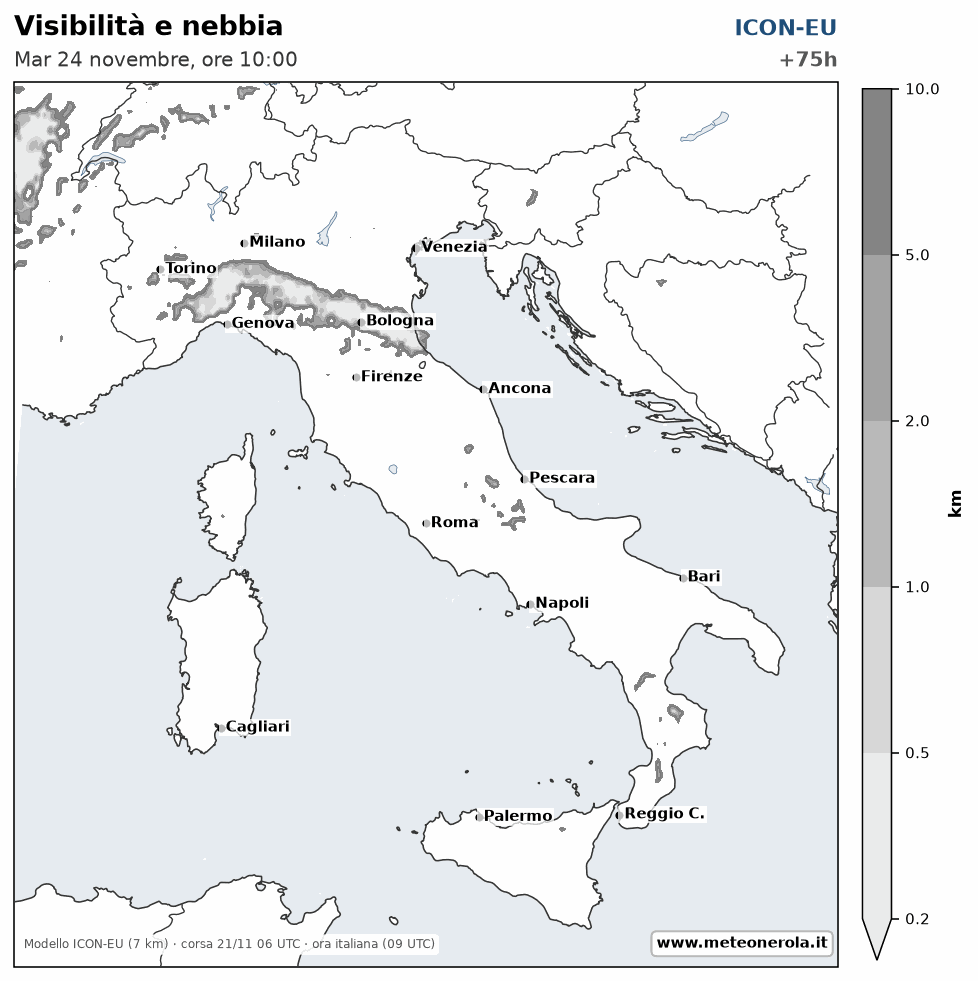 Visibilità e nebbia
ICON-EU
Mar 24 novembre, ore 10:00
+75h
10.0
5.0
2.0
1.0
0.5
0.2
km
Milano
Venezia
Torino
Genova
Bologna
Firenze
Ancona
Pescara
Roma
Bari
Napoli
Cagliari
Palermo
Reggio C.
Modello ICON-EU (7 km) · corsa 21/11 06 UTC · ora italiana (09 UTC)
www.meteonerola.it